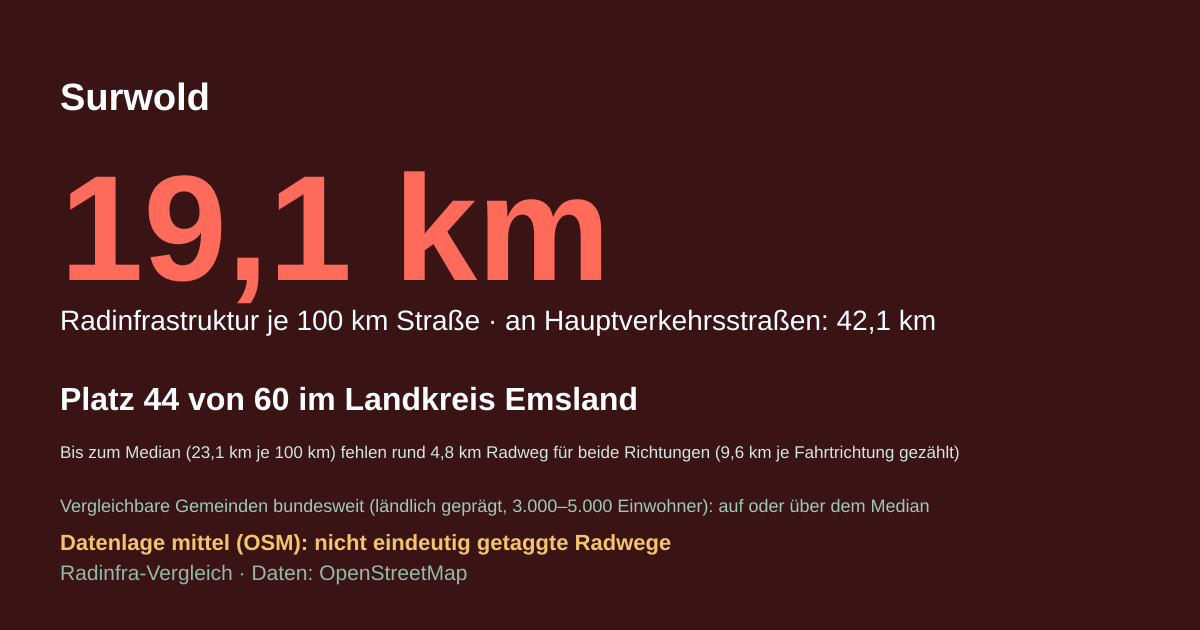 Surwold
19,1 km
Radinfrastruktur je 100 km Straße · an Hauptverkehrsstraßen: 42,1 km
Platz 44 von 60 im Landkreis Emsland
Bis zum Median (23,1 km je 100 km) fehlen rund 4,8 km Radweg für beide Richtungen (9,6 km je Fahrtrichtung gezählt)
Vergleichbare Gemeinden bundesweit (ländlich geprägt, 3.000–5.000 Einwohner): auf oder über dem Median
Datenlage mittel (OSM): nicht eindeutig getaggte Radwege
Radinfra-Vergleich · Daten: OpenStreetMap